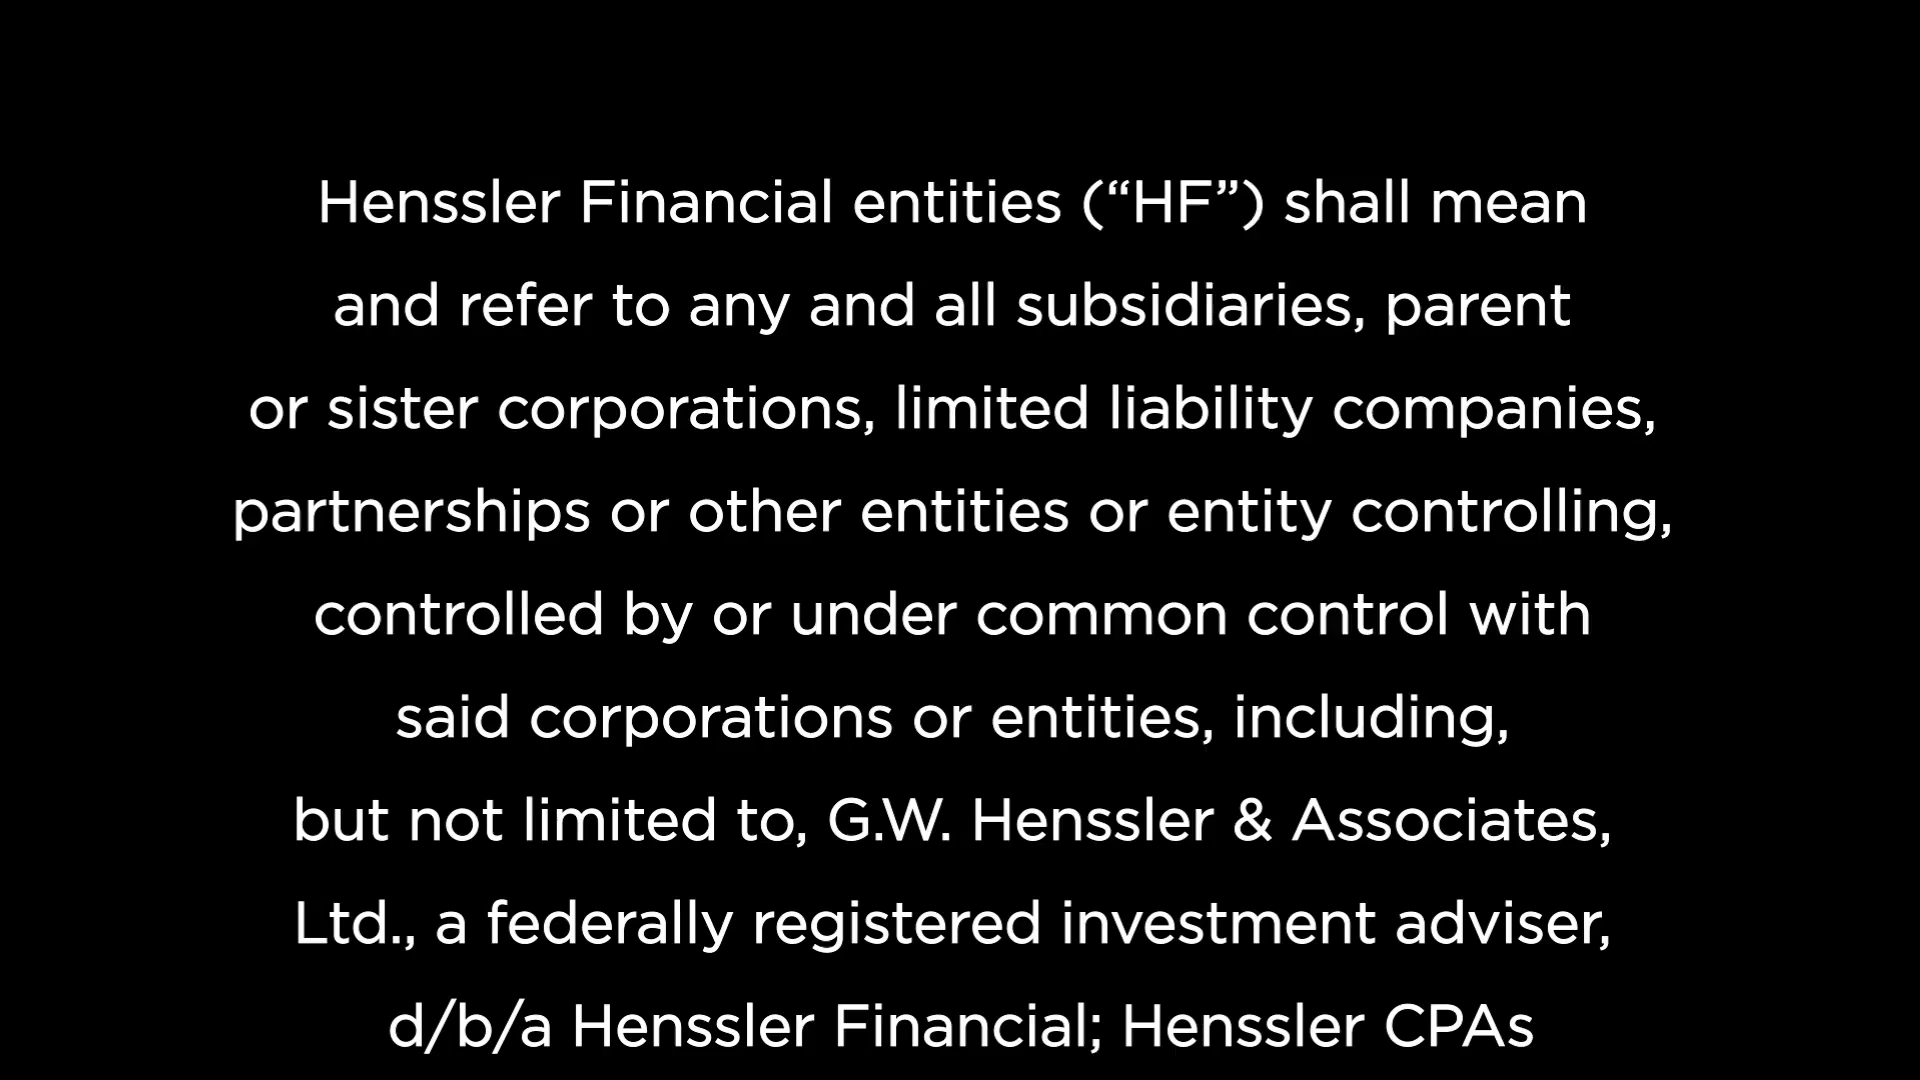 Henssler Financial entities (“HF”) shall mean
and refer to any and all subsidiaries, parent
or sister corporations, limited liability companies,
partnerships or other entities or entity controlling,
controlled by or under common control with
said corporations or entities, including,
but not limited to, G.W. Henssler & Associates,
Ltd., a federally registered investment adviser,
d/b/a Henssler Financial; Henssler CPAs